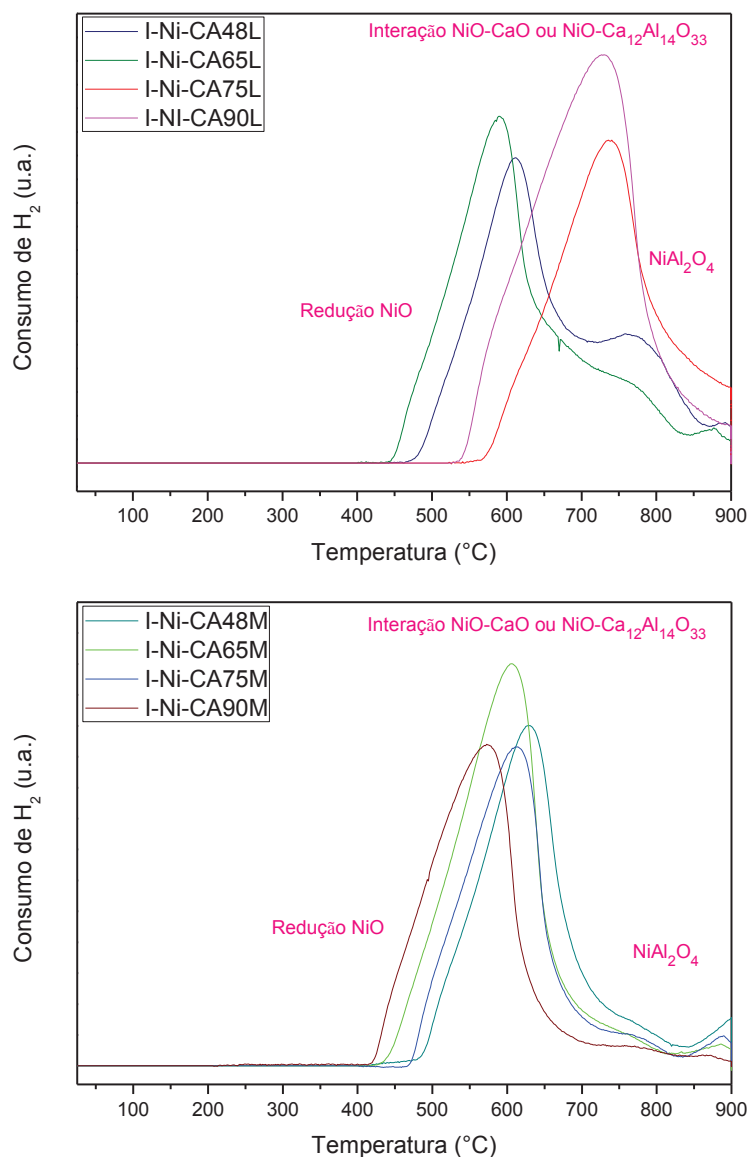 I-Ni-CA48L
I-Ni-CA65L
I-Ni-CA75L
I-NI-CA90L
Interação NiO-CaO ou NiO-Ca12Al14O33
Redução NiO
NiAl2O4
Consumo de H2 (u.a.)
100 200 300 400 500 600 700 800 900
Temperatura (°C)
I-Ni-CA48M
I-Ni-CA65M
I-Ni-CA75M
I-Ni-CA90M
Interação NiO-CaO ou NiO-Ca12Al14O33
Redução NiO
NiAl2O4
Consumo de H2 (u.a.)
100 200 300 400 500 600 700 800 900
Temperatura (°C)